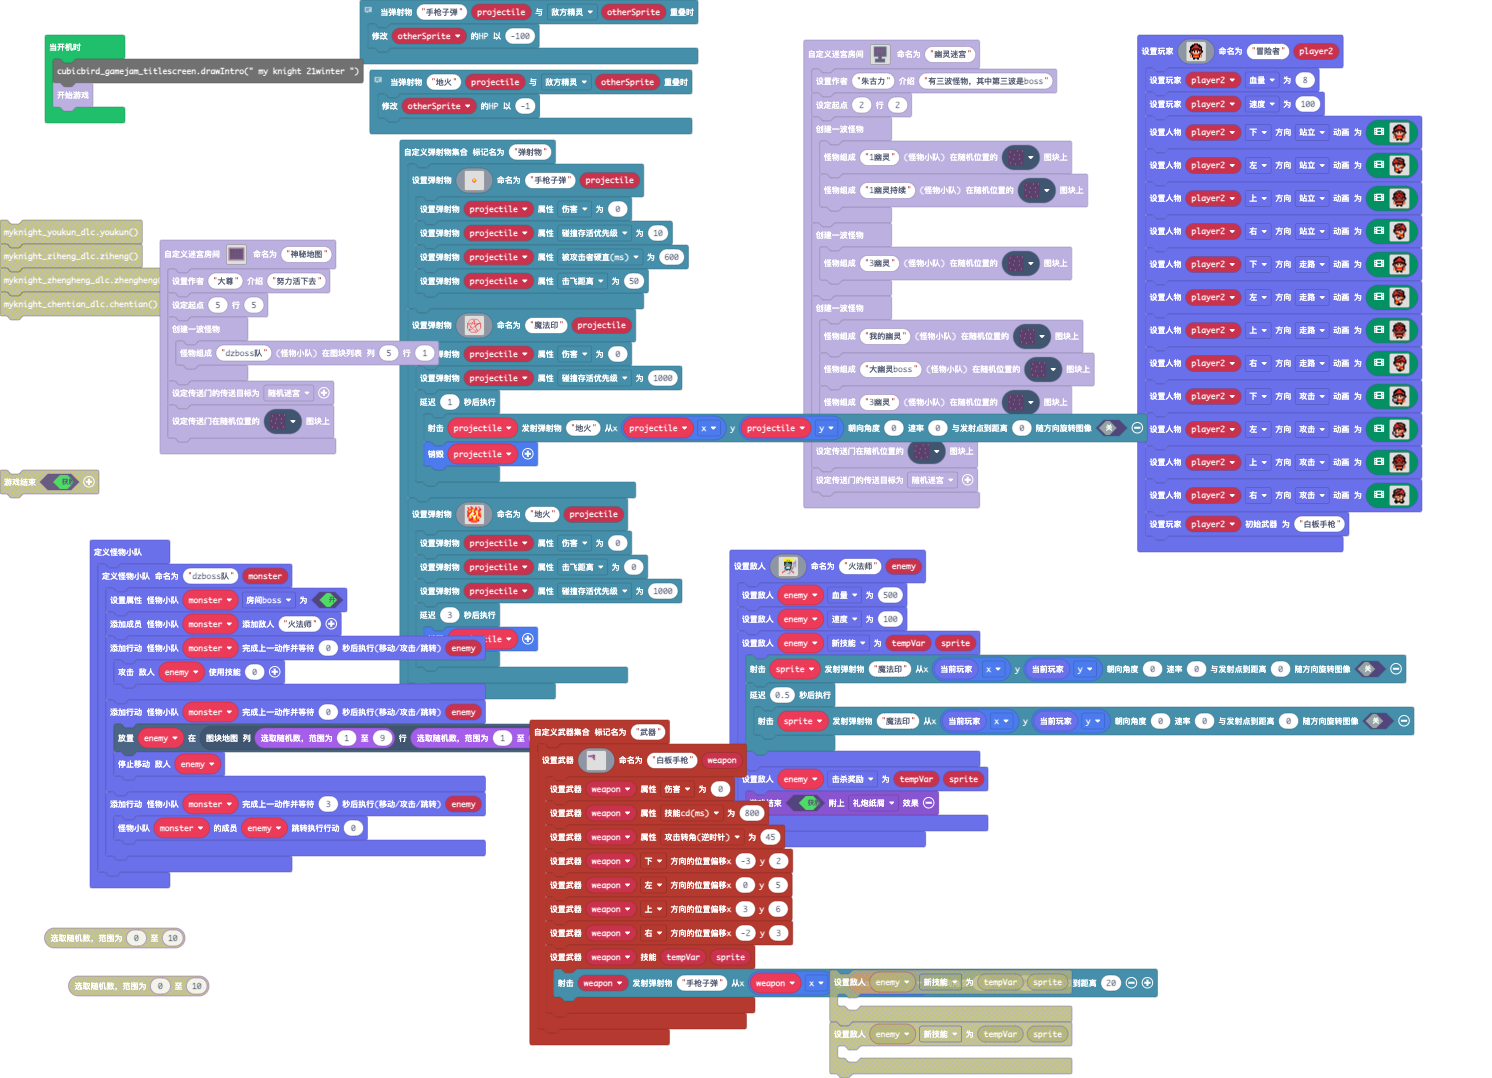 当开机时
cubicbird_gamejam_titlescreen.drawIntro(" my knight 21winter ")
开始游戏
当弹射物 "手枪子弹" projectile 与 敌方精灵 otherSprite 重叠时
修改 otherSprite 的HP 以 -100
当弹射物 "地火" projectile 与 敌方精灵 otherSprite 重叠时
修改 otherSprite 的HP 以 -1
自定义弹射物集合 标记名为 "弹射物"
设置弹射物 命名为 "手枪子弹" projectile
设置弹射物 projectile 属性 伤害 为 0
设置弹射物 projectile 属性 碰撞存活优先级 为 10
设置弹射物 projectile 属性 被攻击者硬直(ms) 为 600
设置弹射物 projectile 属性 击飞距离 为 50
设置弹射物 命名为 "魔法印" projectile
弹射物 projectile 属性 伤害 为 0
设置弹射物 projectile 属性 碰撞存活优先级 为 1000
延迟 1 秒后执行
射击 projectile 发射弹射物 "地火" 从x projectile x y projectile y 朝向角度 0 速率 0 与发射点到距离 0 随方向旋转图像 关
销毁 projectile
设置弹射物 命名为 "地火" projectile
设置弹射物 projectile 属性 伤害 为 0
设置弹射物 projectile 属性 击飞距离 为 0
设置弹射物 projectile 属性 碰撞存活优先级 为 1000
延迟 3 秒后执行
myknight_youkun_dlc.youkun()
myknight_ziheng_dlc.ziheng()
myknight_zhengheng_dlc.zhengheng
myknight_chentian_dlc.chentian()
自定义迷宫房间 命名为 "神秘地图"
设置作者 "大尊" 介绍 "努力活下去"
设定起点 5 行 5
创建一波怪物
怪物组成 "dzboss队" (怪物小队) 在图块列表 列 5 行 1
设定传送门的传送目标为 随机迷宫
设定传送门在随机位置的 图块上
游戏结束
自定义迷宫房间 命名为 "幽灵迷宫"
设置作者 "朱古力" 介绍 "有三波怪物，其中第三波是boss"
设定起点 2 行 2
创建一波怪物
怪物组成 "1幽灵" (怪物小队) 在随机位置的 图块上
怪物组成 "1幽灵持续" (怪物小队) 在随机位置的 图块上
创建一波怪物
怪物组成 "3幽灵" (怪物小队) 在随机位置的 图块上
创建一波怪物
怪物组成 "我的幽灵" (怪物小队) 在随机位置的 图块上
怪物组成 "大幽灵boss" (怪物小队) 在随机位置的 图块上
怪物组成 "3幽灵" (怪物小队) 在随机位置的 图块上
设定传送门在随机位置的 图块上
设定传送门的传送目标为 随机迷宫
设置玩家 命名为 "冒险者" player2
设置玩家 player2 血量 为 8
设置玩家 player2 速度 为 100
设置人物 player2 下 方向 站立 动画 为
设置人物 player2 左 方向 站立 动画 为
设置人物 player2 上 方向 站立 动画 为
设置人物 player2 右 方向 站立 动画 为
设置人物 player2 下 方向 走路 动画 为
设置人物 player2 左 方向 走路 动画 为
设置人物 player2 上 方向 走路 动画 为
设置人物 player2 右 方向 走路 动画 为
设置人物 player2 下 方向 攻击 动画 为
设置人物 player2 左 方向 攻击 动画 为
设置人物 player2 上 方向 攻击 动画 为
设置人物 player2 右 方向 攻击 动画 为
设置玩家 player2 初始武器 为 "白板手枪"
定义怪物小队
定义怪物小队 命名为 "dzboss队" monster
设置属性 怪物小队 monster 房间boss 为 开
添加成员 怪物小队 monster 添加敌人 "火法师"
添加行动 怪物小队 monster 完成上一动作并等待 0 秒后执行(移动/攻击/跳转) enemy
攻击 敌人 enemy 使用技能 0
添加行动 怪物小队 monster 完成上一动作并等待 0 秒后执行(移动/攻击/跳转) enemy
放置 enemy 在 图块地图 列 选取随机数，范围为 1 至 9 行 选取随机数，范围为 1 至
停止移动 敌人 enemy
添加行动 怪物小队 monster 完成上一动作并等待 3 秒后执行(移动/攻击/跳转) enemy
怪物小队 monster 的成员 enemy 跳转执行行动 0
选取随机数，范围为 0 至 10
选取随机数，范围为 0 至 10
设置敌人 命名为 "火法师" enemy
设置敌人 enemy 血量 为 500
设置敌人 enemy 速度 为 100
设置敌人 enemy 新技能 为 tempVar sprite
射击 sprite 发射弹射物 "魔法印" 从x 当前玩家 x y 当前玩家 y 朝向角度 0 速率 0 与发射点到距离 0 随方向旋转图像 关
延迟 0.5 秒后执行
射击 sprite 发射弹射物 "魔法印" 从x 当前玩家 x y 当前玩家 y 朝向角度 0 速率 0 与发射点到距离 0 随方向旋转图像 关
设置敌人 enemy 击杀奖励 为 tempVar sprite
结束 附上 礼炮纸屑 效果
自定义武器集合 标记名为 "武器"
设置武器 命名为 "白板手枪" weapon
设置武器 weapon 属性 伤害 为 0
设置武器 weapon 属性 技能cd(ms) 为 800
设置武器 weapon 属性 攻击转角(逆时针) 为 45
设置武器 weapon 下 方向的位置偏移x -3 y 2
设置武器 weapon 左 方向的位置偏移x 0 y 5
设置武器 weapon 上 方向的位置偏移x 3 y 6
设置武器 weapon 右 方向的位置偏移x -2 y 3
设置武器 weapon 技能 tempVar sprite
射击 weapon 发射弹射物 "手枪子弹" 从x weapon x 到距离 20
设置敌人 enemy 新技能 为 tempVar sprite
设置敌人 enemy 新技能 为 tempVar sprite